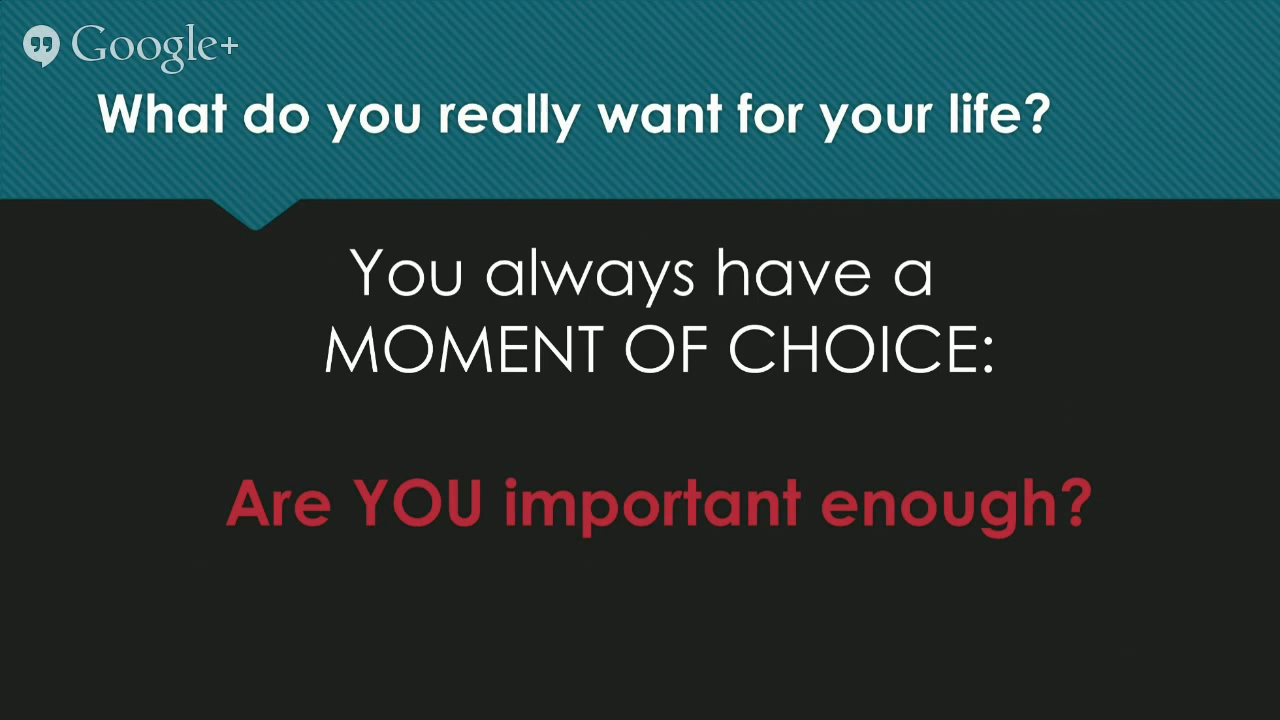 Google+
What do you really want for your life?
You always have a
MOMENT OF CHOICE:
Are YOU important enough?